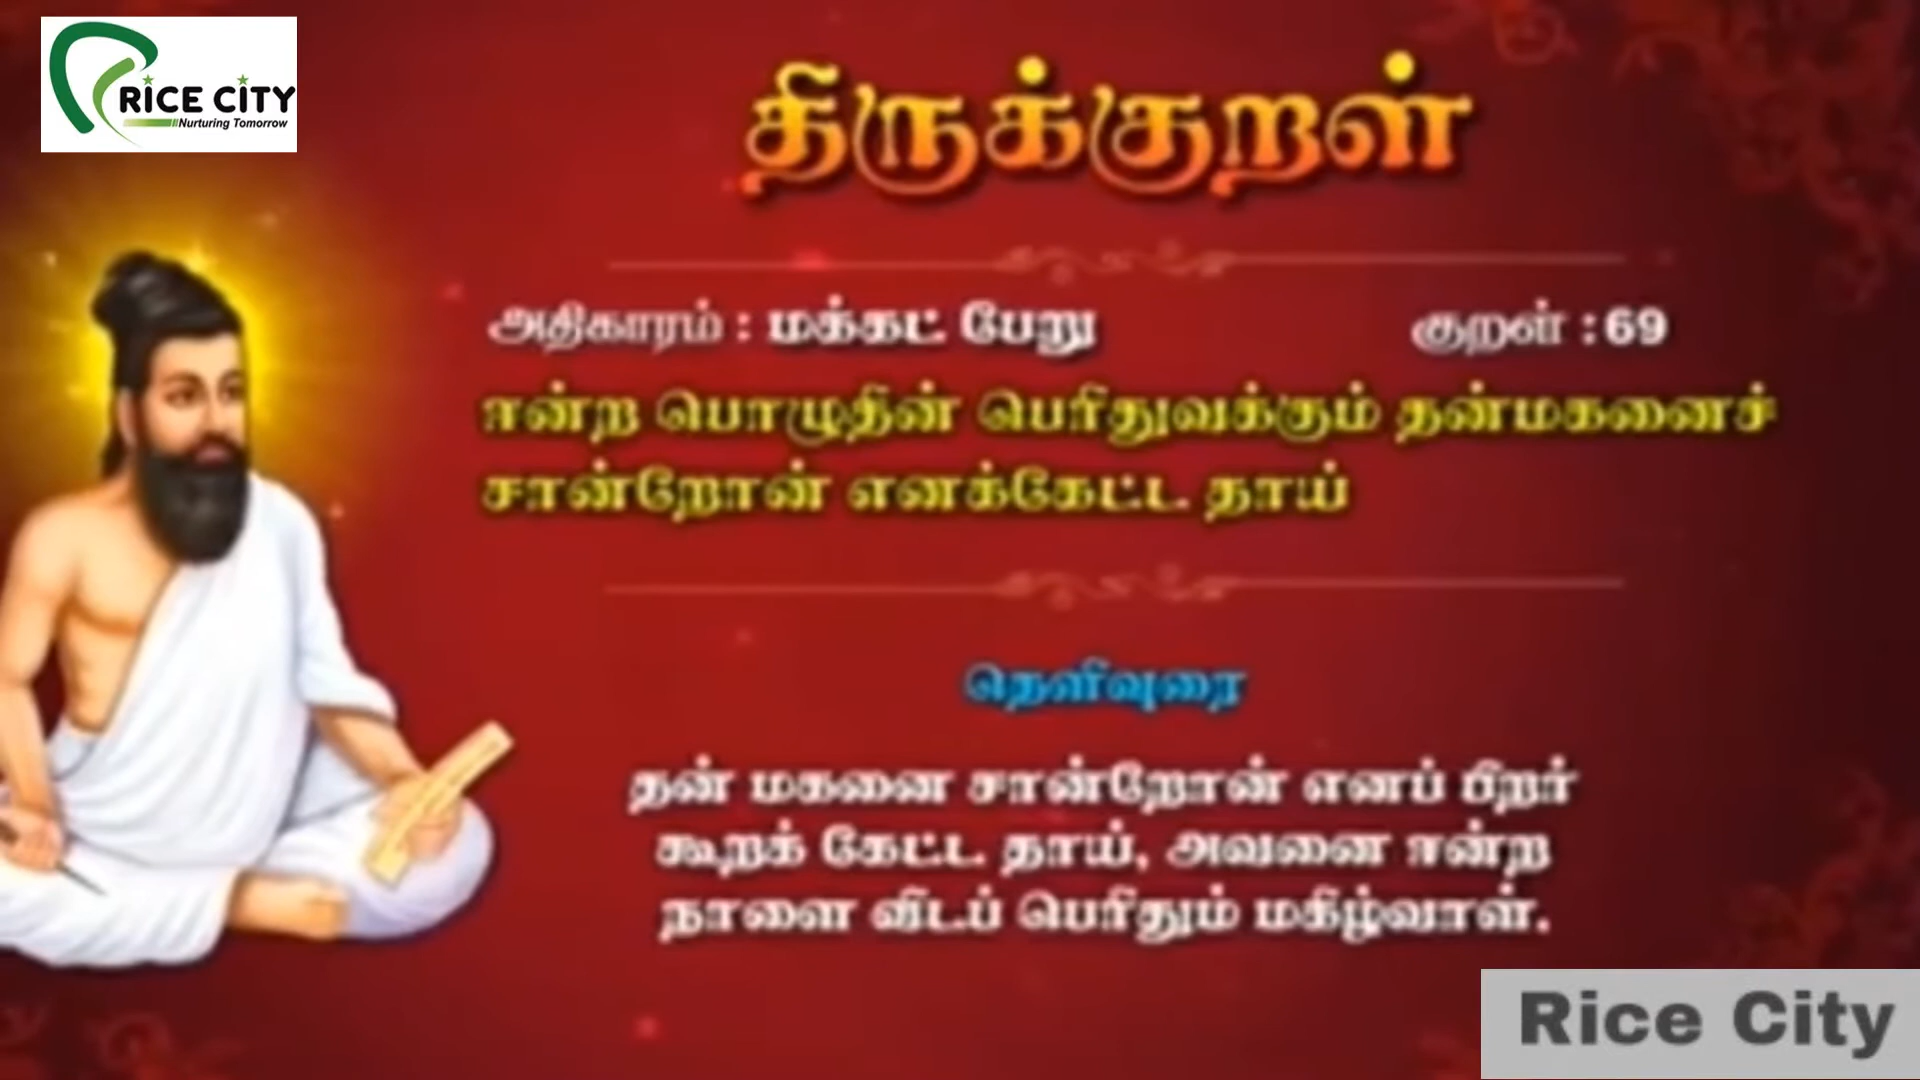 RICE CITY
Nurturing Tomorrow
திருக்குறள்
அதிகாரம் : மக்கட் பேறு
குறள் : 69
ஈன்ற பொழுதின் பெரிதுவக்கும் தன்மகனைச்
சான்றோன் எனக்கேட்ட தாய்
தெளிவுரை
தன் மகனை சான்றோன் எனப் பிறர்
கூறக் கேட்ட தாய், அவனை ஈன்ற
நாளை விடப் பெரிதும் மகிழ்வாள்.
Rice City